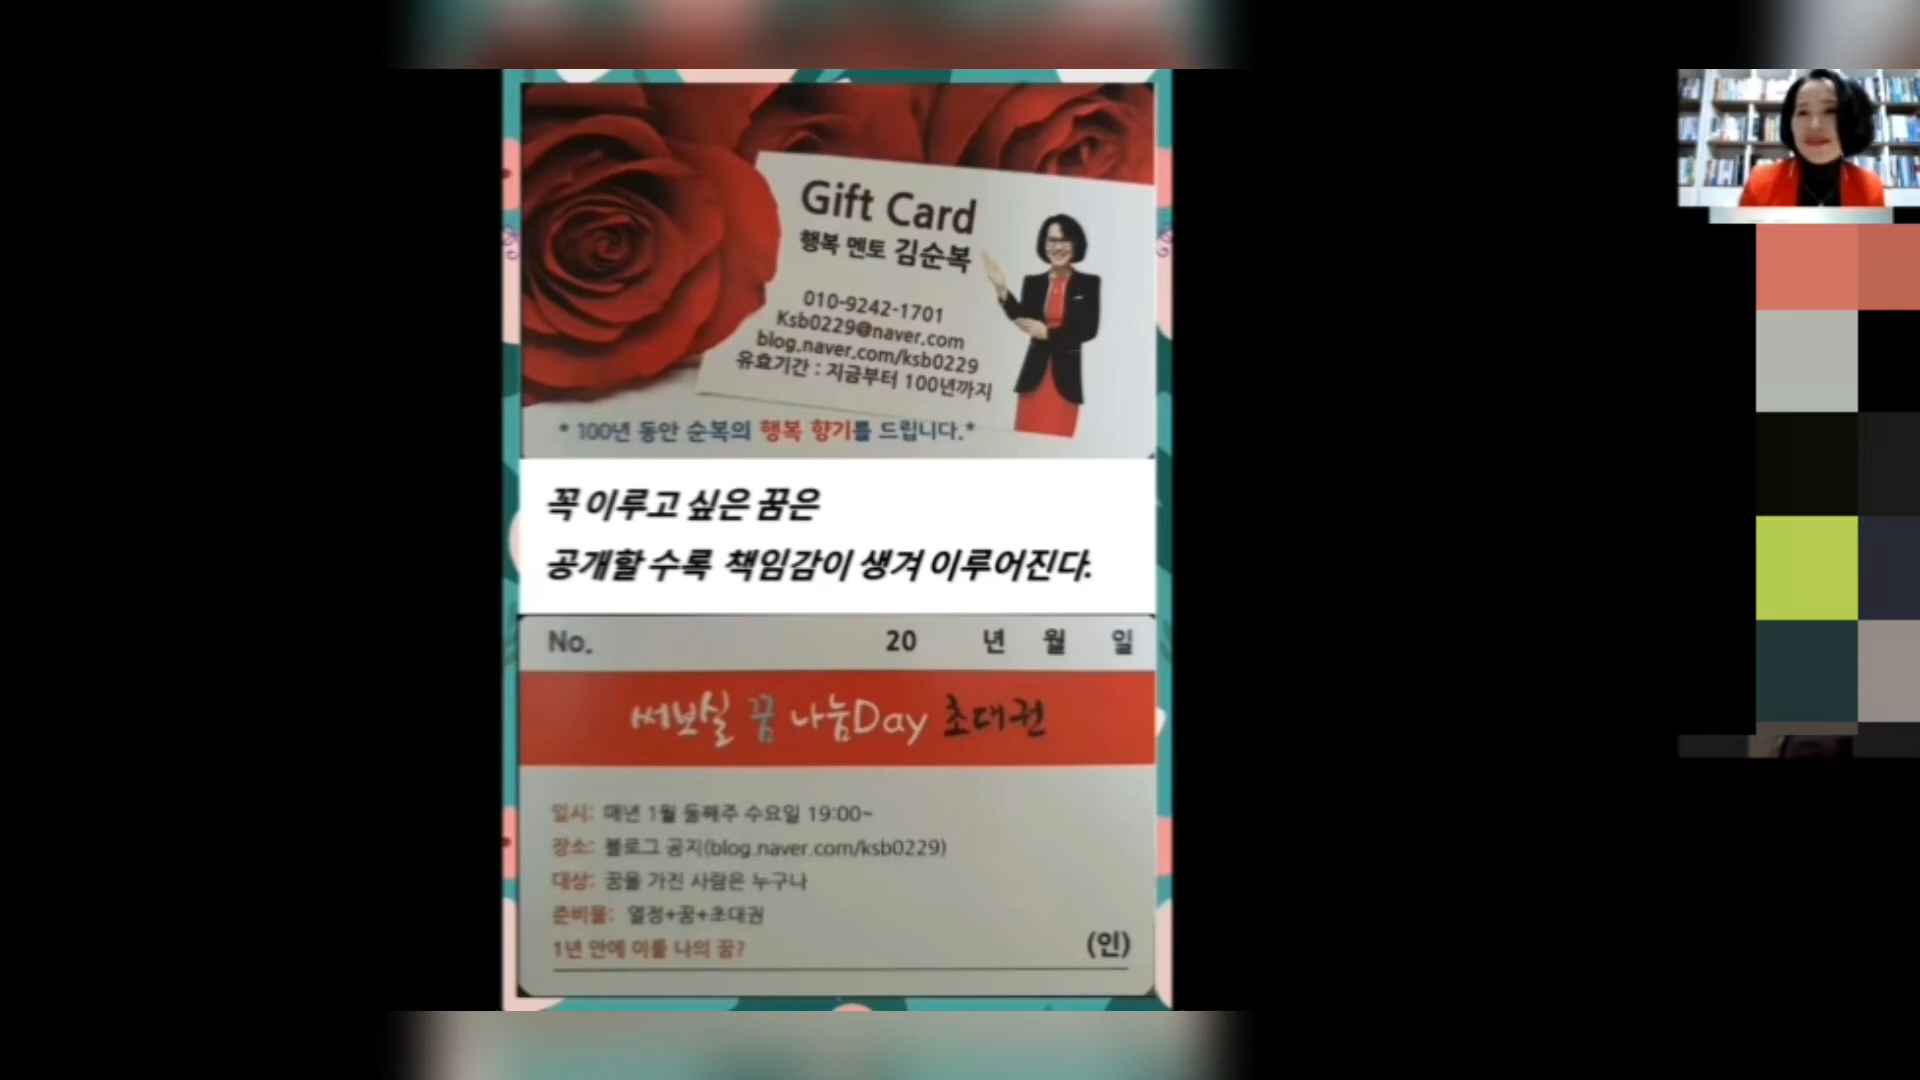 Gift Card
행복 멘토 김순복
010-9242-1701
Ksb0229@naver.com
blog.naver.com/ksb0229
유효기간 : 지금부터 100년까지
* 100년 동안 순복의 행복 향기를 드립니다.*
꼭 이루고 싶은 꿈은
공개할 수록 책임감이 생겨 이루어진다.
No. 20 년 월 일
써보실 꿈 나눔Day 초대권
일시: 매년 1월 둘째주 수요일 19:00~
장소: 블로그 공지(blog.naver.com/ksb0229)
대상: 꿈을 가진 사람은 누구나
준비물: 열정+꿈+초대권
1년 안에 이룰 나의 꿈?
(인)